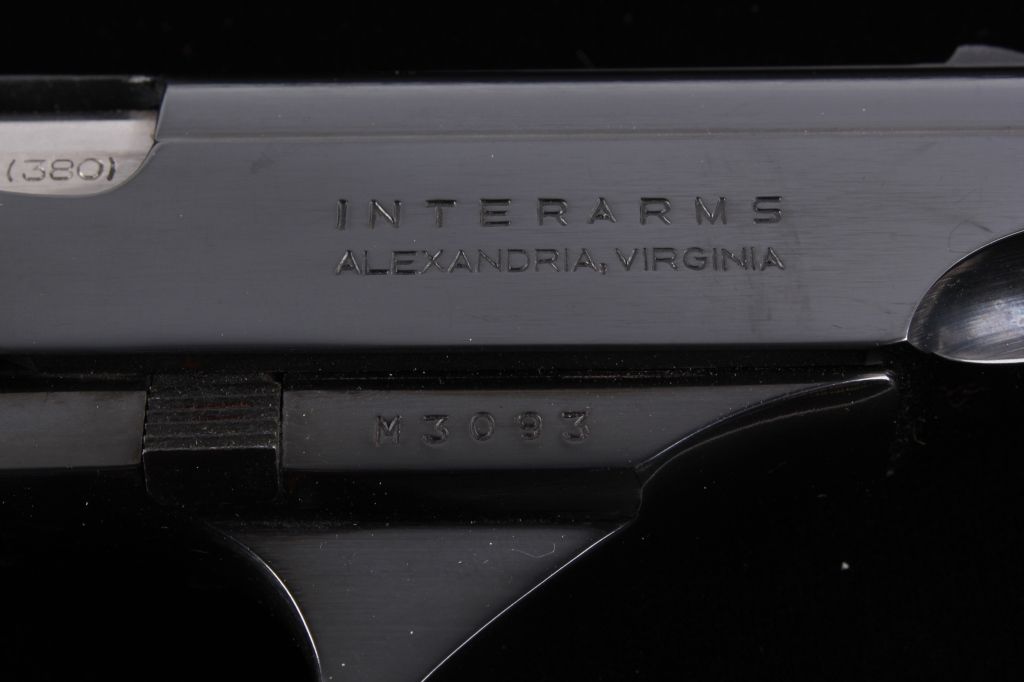 (380)
INTERARMS
ALEXANDRIA, VIRGINIA
M3093